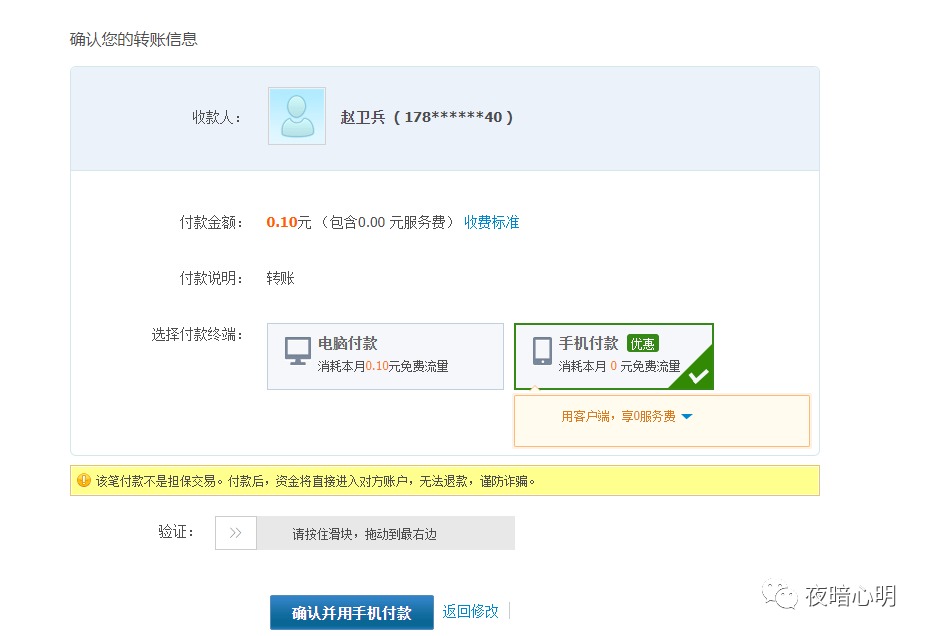 确认您的转账信息
收款人： 赵卫兵 ( 178******40 )
付款金额： 0.10元 （包含0.00 元服务费） 收费标准
付款说明： 转账
选择付款终端： 电脑付款 手机付款 优惠
消耗本月0.10元免费流量 消耗本月 0 元免费流量
用客户端，享0服务费
该笔付款不是担保交易。付款后，资金将直接进入对方账户，无法退款，谨防诈骗。
验证： >> 请按住滑块，拖动到最右边
确认并用手机付款 返回修改
夜暗心明